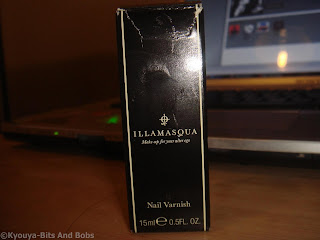 ILLAMASQUA
Make-up for your alter ego
Nail Varnish
15ml ℮ 0.5FL. OZ.
©Kyouya-Bits And Bobs